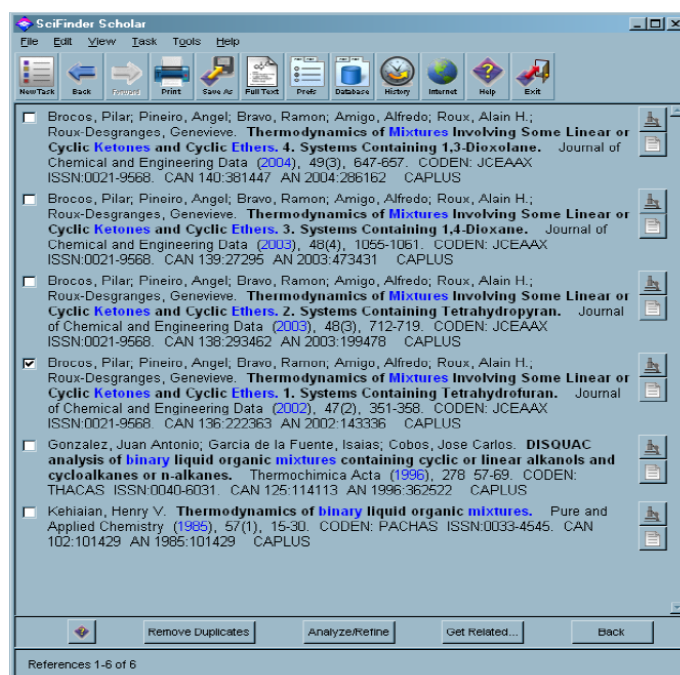 SciFinder Scholar
File Edit View Task Tools Help
New Task Back Forward Print Save As Full Text Prefs Database History Internet Help Exit
Brocos, Pilar; Pineiro, Angel; Bravo, Ramon; Amigo, Alfredo; Roux, Alain H.;
Roux-Desgranges, Genevieve. Thermodynamics of Mixtures Involving Some Linear or
Cyclic Ketones and Cyclic Ethers. 4. Systems Containing 1,3-Dioxolane. Journal of
Chemical and Engineering Data (2004), 49(3), 647-657. CODEN: JCEAAX
ISSN:0021-9568. CAN 140:381447 AN 2004:286162 CAPLUS
Brocos, Pilar; Pineiro, Angel; Bravo, Ramon; Amigo, Alfredo; Roux, Alain H.;
Roux-Desgranges, Genevieve. Thermodynamics of Mixtures Involving Some Linear or
Cyclic Ketones and Cyclic Ethers. 3. Systems Containing 1,4-Dioxane. Journal of
Chemical and Engineering Data (2003), 48(4), 1055-1061. CODEN: JCEAAX
ISSN:0021-9568. CAN 139:27295 AN 2003:473431 CAPLUS
Brocos, Pilar; Pineiro, Angel; Bravo, Ramon; Amigo, Alfredo; Roux, Alain H.;
Roux-Desgranges, Genevieve. Thermodynamics of Mixtures Involving Some Linear or
Cyclic Ketones and Cyclic Ethers. 2. Systems Containing Tetrahydropyran. Journal
of Chemical and Engineering Data (2003), 48(3), 712-719. CODEN: JCEAAX
ISSN:0021-9568. CAN 138:293462 AN 2003:199478 CAPLUS
Brocos, Pilar; Pineiro, Angel; Bravo, Ramon; Amigo, Alfredo; Roux, Alain H.;
Roux-Desgranges, Genevieve. Thermodynamics of Mixtures Involving Some Linear or
Cyclic Ketones and Cyclic Ethers. 1. Systems Containing Tetrahydrofuran. Journal
of Chemical and Engineering Data (2002), 47(2), 351-358. CODEN: JCEAAX
ISSN:0021-9568. CAN 136:222363 AN 2002:143336 CAPLUS
Gonzalez, Juan Antonio; Garcia de la Fuente, Isaias; Cobos, Jose Carlos. DISQUAC
analysis of binary liquid organic mixtures containing cyclic or linear alkanols and
cycloalkanes or n-alkanes. Thermochimica Acta (1996), 278 57-69. CODEN:
THACAS ISSN:0040-6031. CAN 125:114113 AN 1996:362522 CAPLUS
Kehiaian, Henry V. Thermodynamics of binary liquid organic mixtures. Pure and
Applied Chemistry (1985), 57(1), 15-30. CODEN: PACHAS ISSN:0033-4545. CAN
102:101429 AN 1985:101429 CAPLUS
Remove Duplicates Analyze/Refine Get Related... Back
References 1-6 of 6